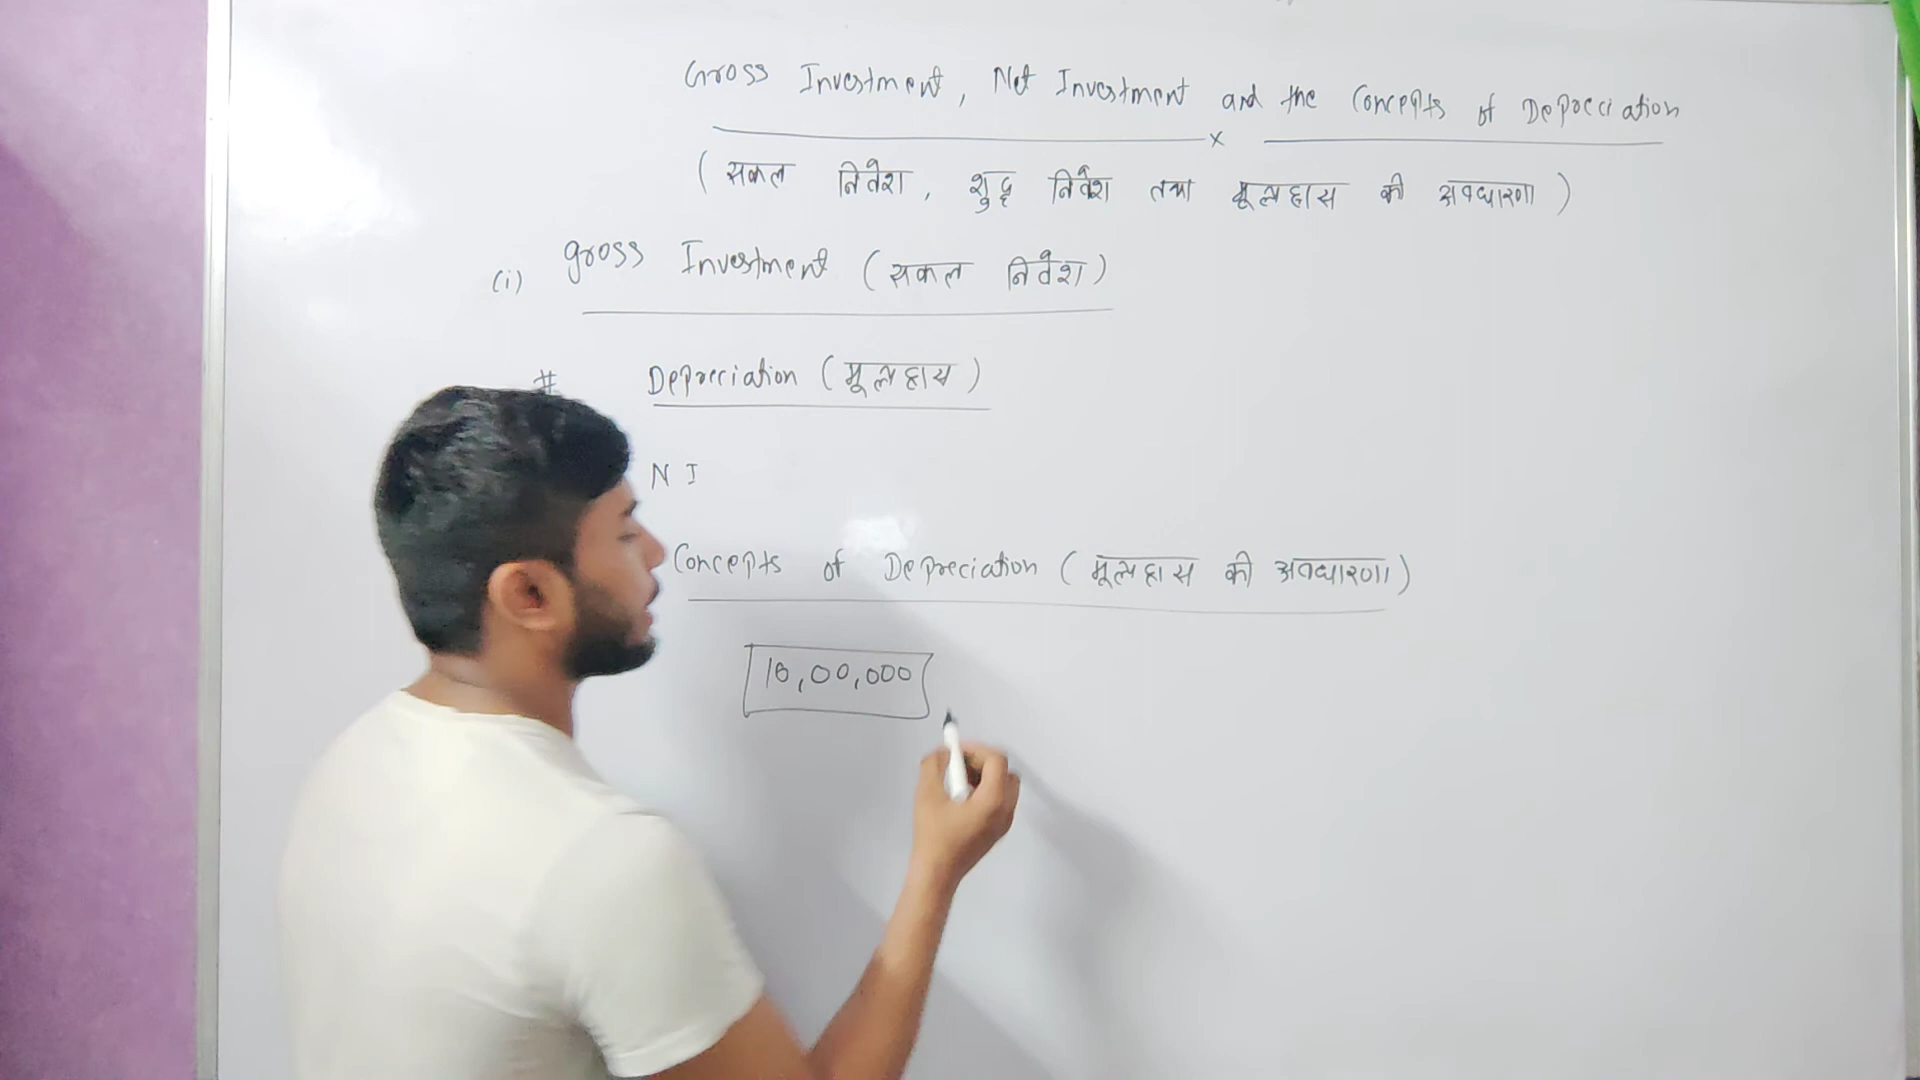 Gross Investment, Net Investment and the Concepts of Depreciation
x
(सकल निवेश, शुद्ध निवेश तथा मूल्यह्रास की अवधारणा)
(i) gross Investment (सकल निवेश)
# Depreciation (मूल्यह्रास)
N I
Concepts of Depreciation (मूल्यह्रास की अवधारणा)
10,00,000